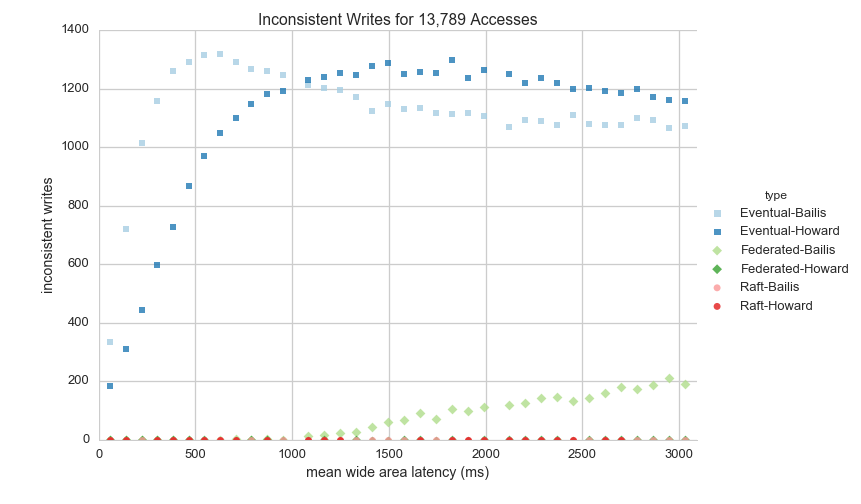 Inconsistent Writes for 13,789 Accesses
1400
1200
1000
800
600
400
200
0
inconsistent writes
0 500 1000 1500 2000 2500 3000
mean wide area latency (ms)
type
Eventual-Bailis
Eventual-Howard
Federated-Bailis
Federated-Howard
Raft-Bailis
Raft-Howard